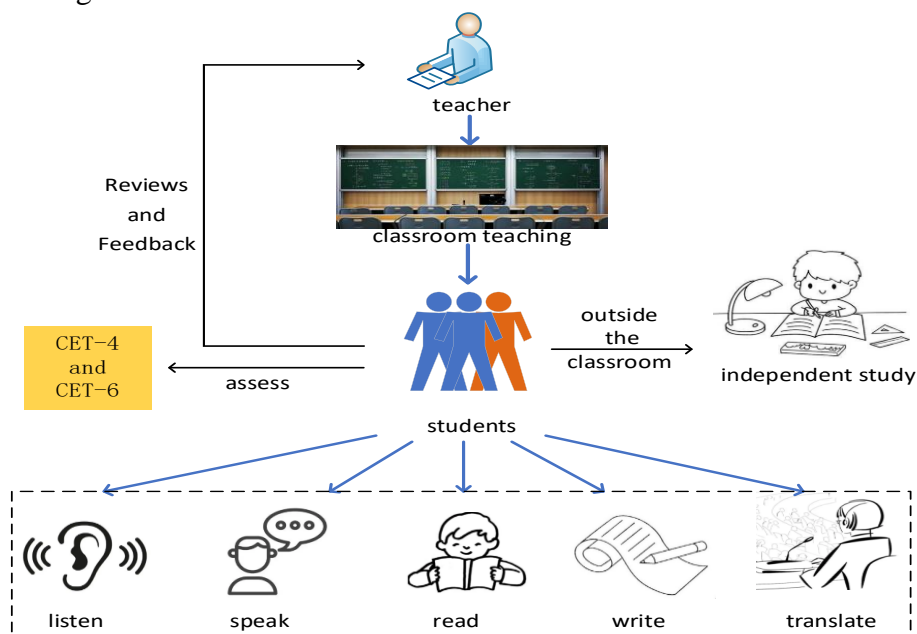 teacher
Reviews
and
Feedback
classroom teaching
outside
the
classroom
independent study
CET-4
and
CET-6
assess
students
listen
speak
read
write
translate